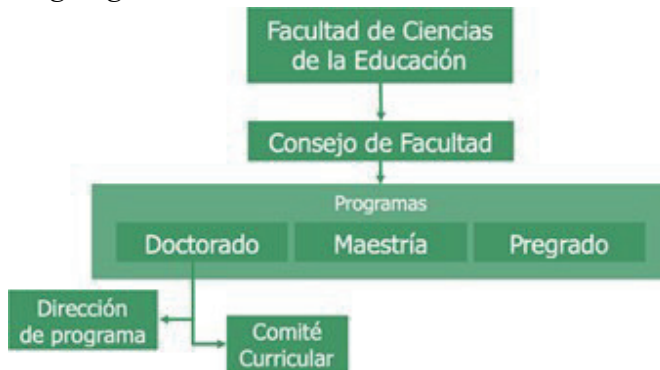 Facultad de Ciencias
de la Educación
Consejo de Facultad
Programas
Doctorado
Maestría
Pregrado
Dirección
de programa
Comité
Curricular